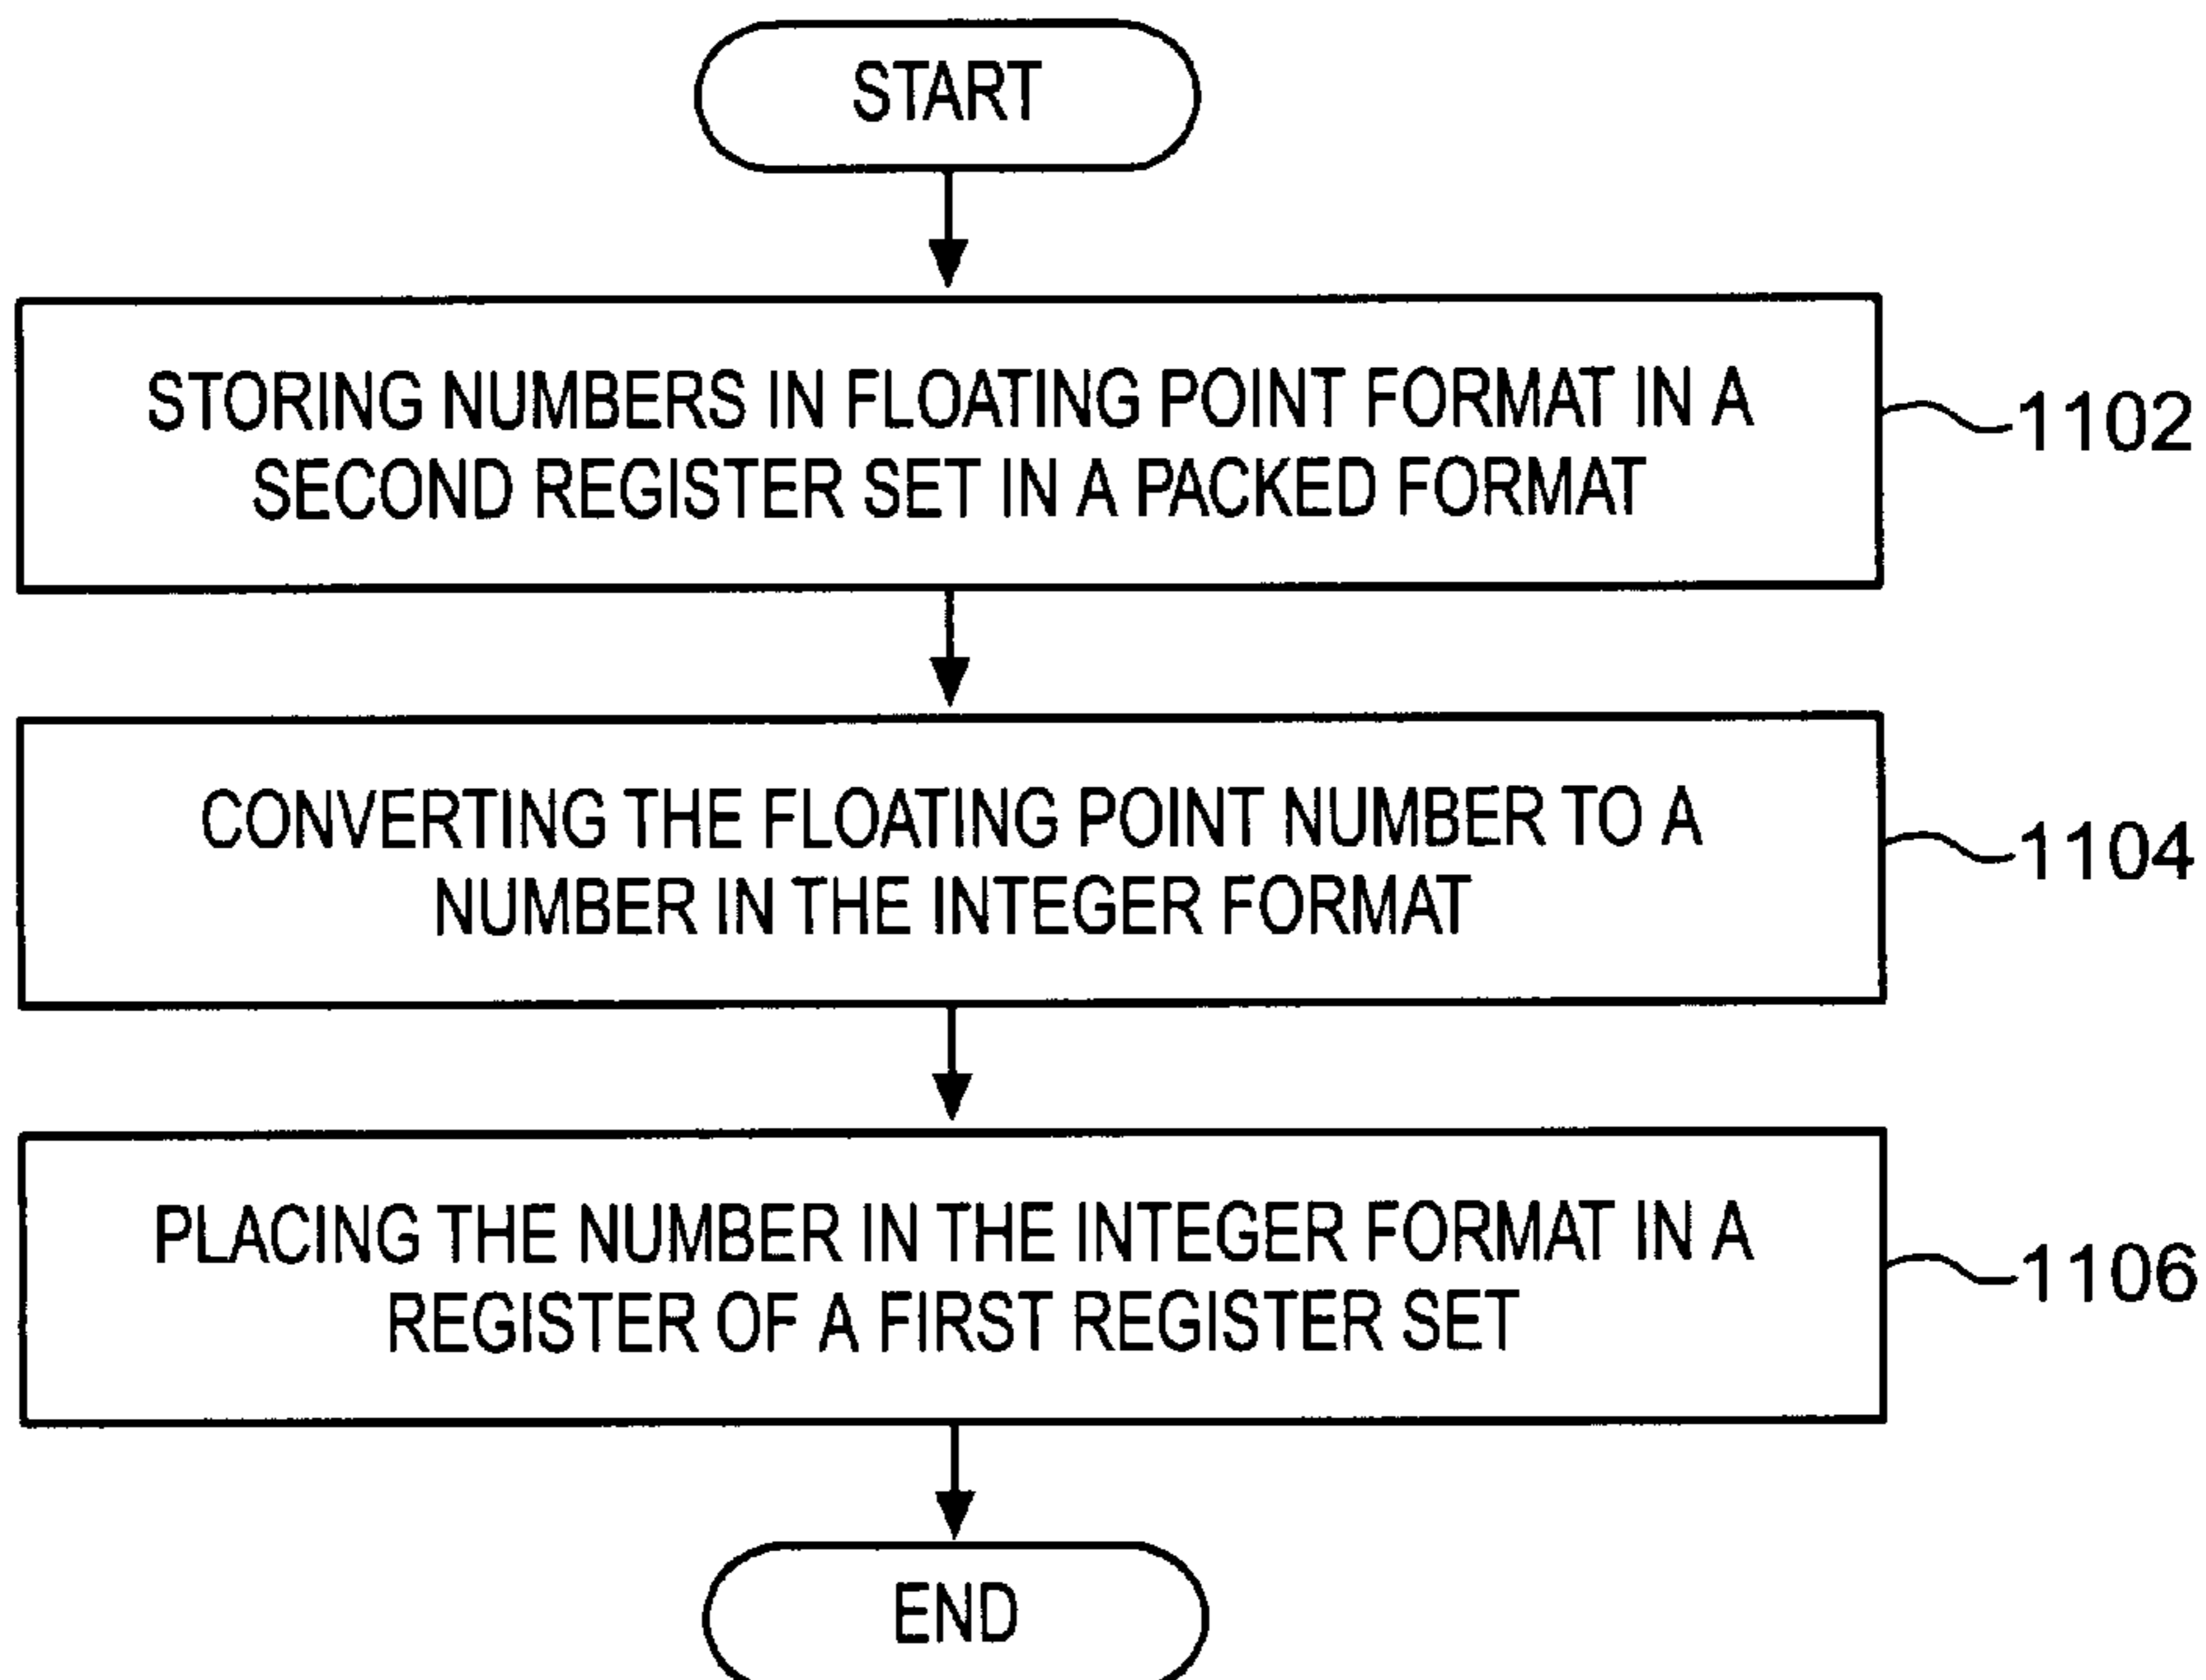 START
STORING NUMBERS IN FLOATING POINT FORMAT IN A
SECOND REGISTER SET IN A PACKED FORMAT
1102
CONVERTING THE FLOATING POINT NUMBER TO A
NUMBER IN THE INTEGER FORMAT
1104
PLACING THE NUMBER IN THE INTEGER FORMAT IN A
REGISTER OF A FIRST REGISTER SET
1106
END